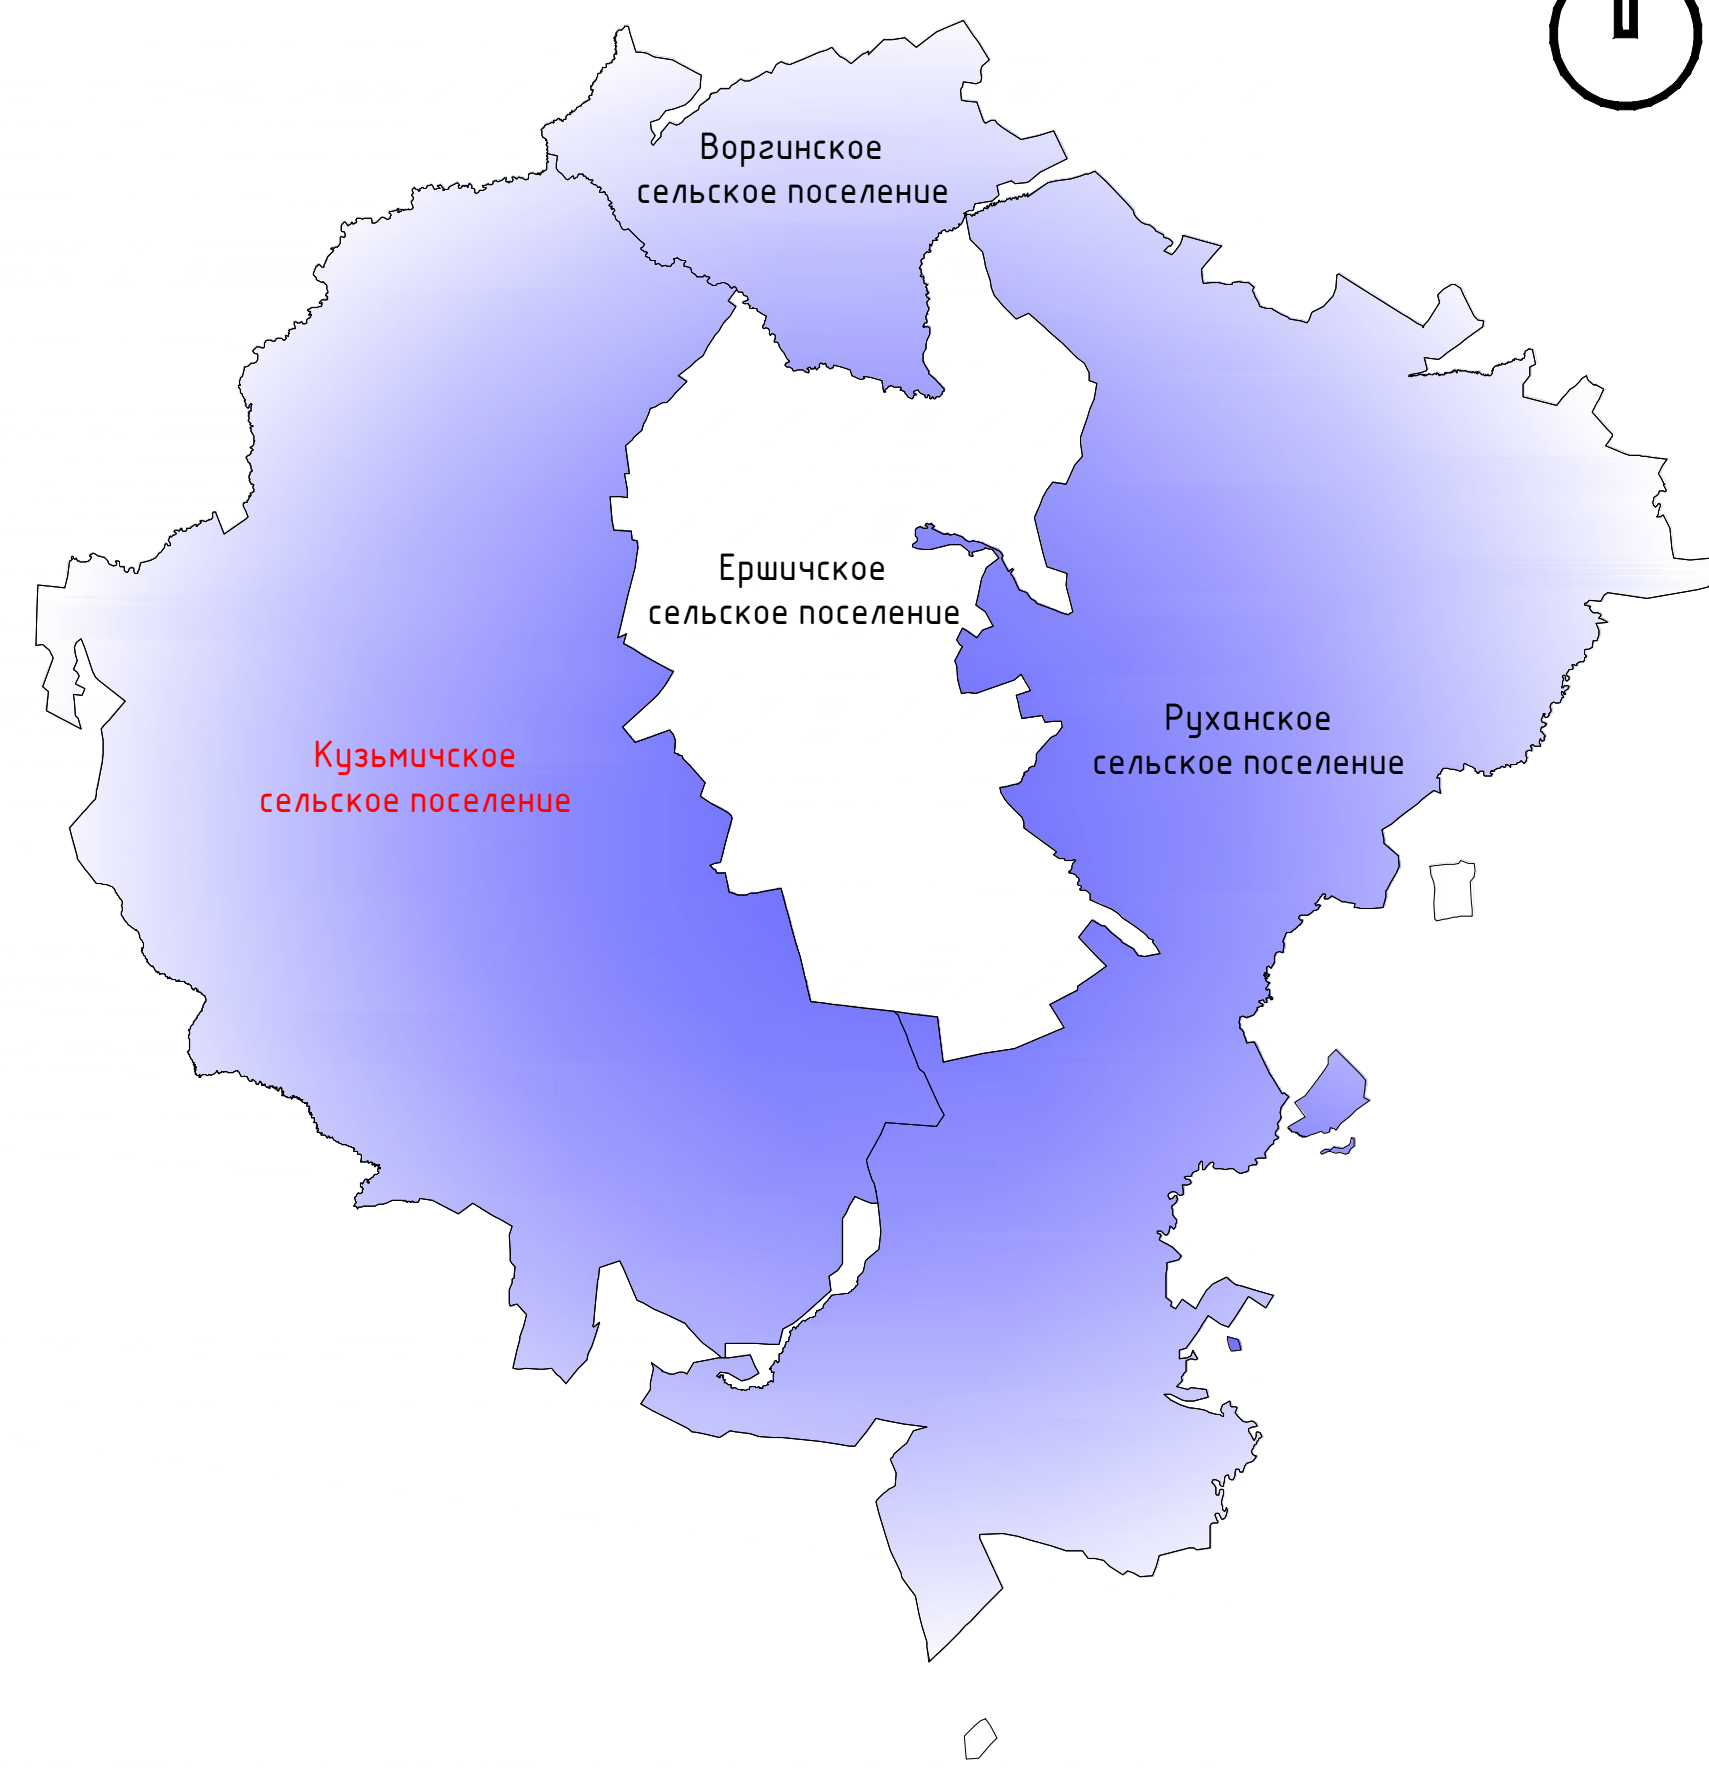 Воргинское
сельское поселение
Ершичское
сельское поселение
Руханское
сельское поселение
Кузьмичское
сельское поселение